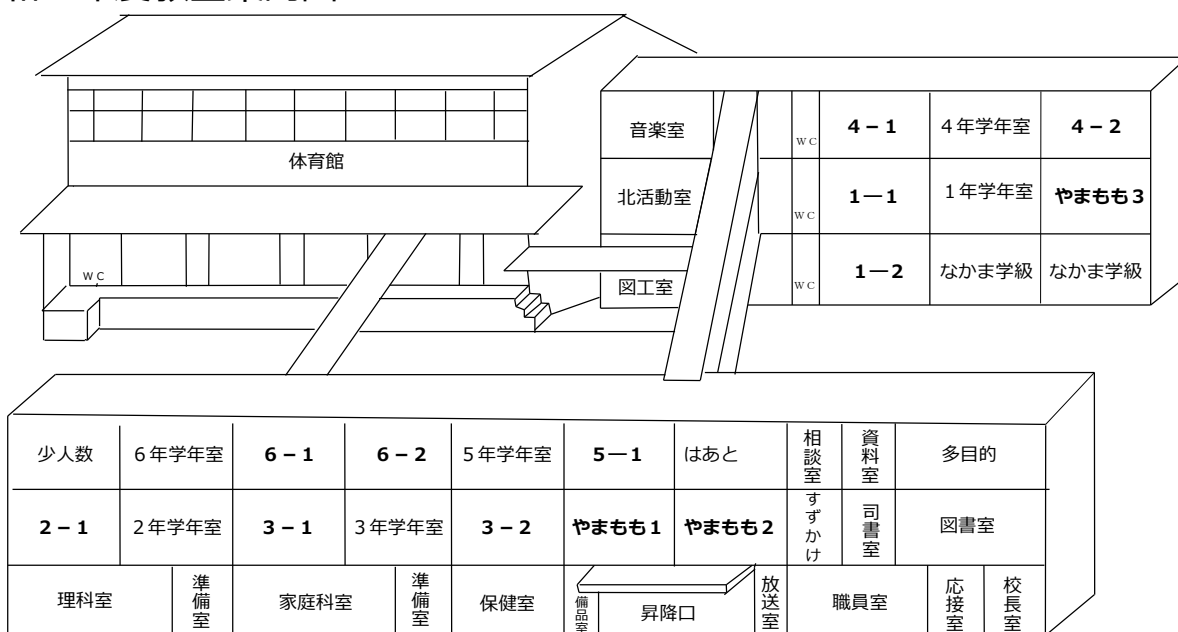 体育館
WC
音楽室
WC
4－1
4年学年室
4－2
北活動室
WC
1―1
1年学年室
やまもも3
図工室
WC
1―2
なかま学級
なかま学級
少人数
6年学年室
6－1
6－2
5年学年室
5―1
はあと
相談室
資料室
多目的
2－1
2年学年室
3－1
3年学年室
3－2
やまもも1
やまもも2
すずかけ
司書室
図書室
理科室
準備室
家庭科室
準備室
保健室
備品室
昇降口
放送室
職員室
応接室
校長室